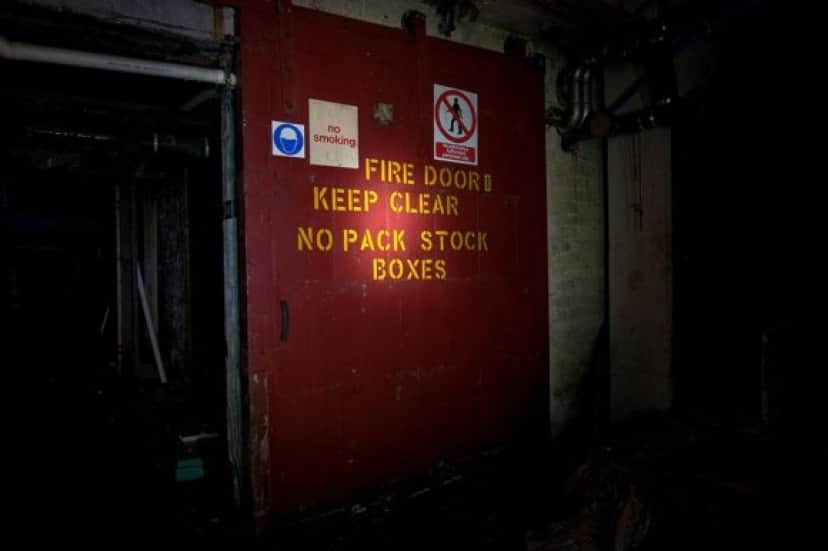 no
smoking
FIRE DOOR
KEEP CLEAR
NO PACK STOCK
BOXES